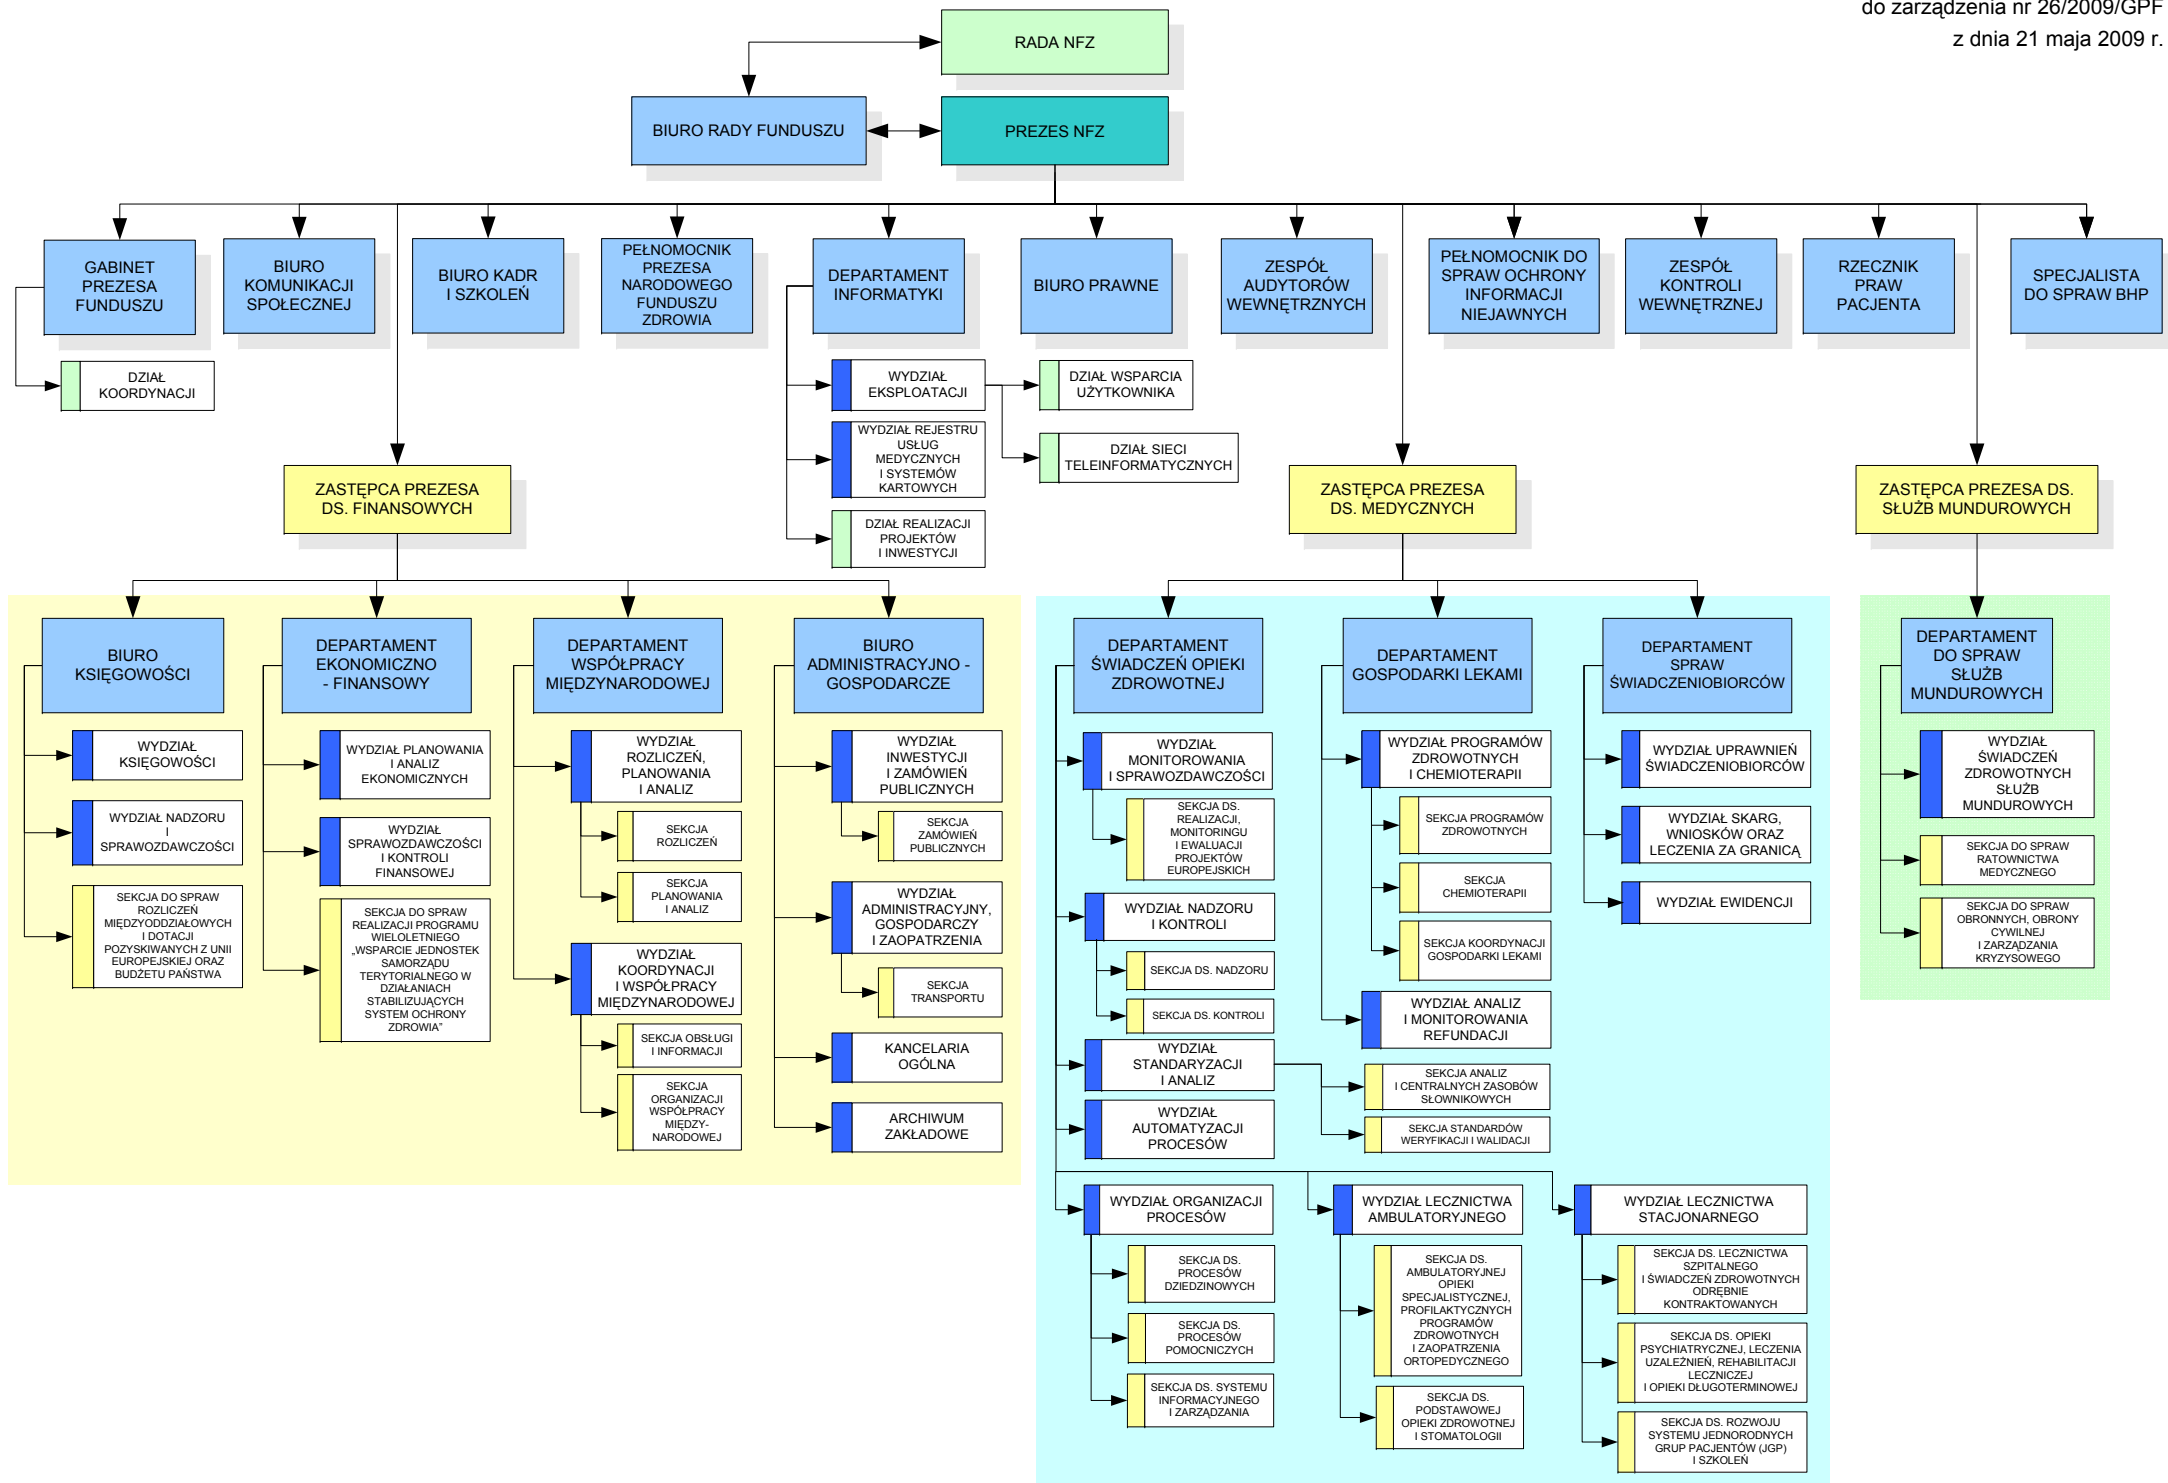 do zarządzenia nr 26/2009/GPF
z dnia 21 maja 2009 r.
RADA NFZ
BIURO RADY FUNDUSZU
PREZES NFZ
GABINET
PREZESA
FUNDUSZU
BIURO
KOMUNIKACJI
SPOŁECZNEJ
BIURO KADR
I SZKOLEŃ
PEŁNOMOCNIK
PREZESA
NARODOWEGO
FUNDUSZU
ZDROWIA
DEPARTAMENT
INFORMATYKI
BIURO PRAWNE
ZESPÓŁ
AUDYTORÓW
WEWNĘTRZNYCH
PEŁNOMOCNIK DO
SPRAW OCHRONY
INFORMACJI
NIEJAWNYCH
ZESPÓŁ
KONTROLI
WEWNĘTRZNEJ
RZECZNIK
PRAW
PACJENTA
SPECJALISTA
DO SPRAW BHP
DZIAŁ
KOORDYNACJI
WYDZIAŁ
EKSPLOATACJI
DZIAŁ WSPARCIA
UŻYTKOWNIKA
WYDZIAŁ REJESTRU
USŁUG
MEDYCZNYCH
I SYSTEMÓW
KARTOWYCH
DZIAŁ SIECI
TELEINFORMATYCZNYCH
DZIAŁ REALIZACJI
PROJEKTÓW
I INWESTYCJI
ZASTĘPCA PREZESA
DS. FINANSOWYCH
ZASTĘPCA PREZESA
DS. MEDYCZNYCH
ZASTĘPCA PREZESA DS.
SŁUŻB MUNDUROWYCH
BIURO
KSIĘGOWOŚCI
WYDZIAŁ
KSIĘGOWOŚCI
WYDZIAŁ NADZORU
I
SPRAWOZDAWCZOŚCI
SEKCJA DO SPRAW
ROZLICZEŃ
MIĘDZYODDZIAŁOWYCH
I DOTACJI
POZYSKIWANYCH Z UNII
EUROPEJSKIEJ ORAZ
BUDŻETU PAŃSTWA
DEPARTAMENT
EKONOMICZNO
- FINANSOWY
WYDZIAŁ PLANOWANIA
I ANALIZ
EKONOMICZNYCH
WYDZIAŁ
SPRAWOZDAWCZOŚCI
I KONTROLI
FINANSOWEJ
SEKCJA DO SPRAW
REALIZACJI PROGRAMU
WIELOLETNIEGO
„WSPARCIE JEDNOSTEK
SAMORZĄDU
TERYTORIALNEGO W
DZIAŁANIACH
STABILIZUJĄCYCH
SYSTEM OCHRONY
ZDROWIA”
DEPARTAMENT
WSPÓŁPRACY
MIĘDZYNARODOWEJ
WYDZIAŁ
ROZLICZEŃ,
PLANOWANIA
I ANALIZ
SEKCJA
ROZLICZEŃ
SEKCJA
PLANOWANIA
I ANALIZ
WYDZIAŁ
KOORDYNACJI
I WSPÓŁPRACY
MIĘDZYNARODOWEJ
SEKCJA OBSŁUGI
I INFORMACJI
SEKCJA
ORGANIZACJI
WSPÓŁPRACY
MIĘDZY-
NARODOWEJ
BIURO
ADMINISTRACYJNO -
GOSPODARCZE
WYDZIAŁ
INWESTYCJI
I ZAMÓWIEŃ
PUBLICZNYCH
SEKCJA
ZAMÓWIEŃ
PUBLICZNYCH
WYDZIAŁ
ADMINISTRACYJNY,
GOSPODARCZY
I ZAOPATRZENIA
SEKCJA
TRANSPORTU
KANCELARIA
OGÓLNA
ARCHIWUM
ZAKŁADOWE
DEPARTAMENT
ŚWIADCZEŃ OPIEKI
ZDROWOTNEJ
WYDZIAŁ
MONITOROWANIA
I SPRAWOZDAWCZOŚCI
SEKCJA DS.
REALIZACJI,
MONITORINGU
I EWALUACJI
PROJEKTÓW
EUROPEJSKICH
WYDZIAŁ NADZORU
I KONTROLI
SEKCJA DS. NADZORU
SEKCJA DS. KONTROLI
WYDZIAŁ
STANDARYZACJI
I ANALIZ
SEKCJA ANALIZ
I CENTRALNYCH ZASOBÓW
SŁOWNIKOWYCH
SEKCJA STANDARDÓW
WERYFIKACJI I WALIDACJI
WYDZIAŁ
AUTOMATYZACJI
PROCESÓW
DEPARTAMENT
GOSPODARKI LEKAMI
WYDZIAŁ PROGRAMÓW
ZDROWOTNYCH
I CHEMIOTERAPII
SEKCJA PROGRAMÓW
ZDROWOTNYCH
SEKCJA
CHEMIOTERAPII
SEKCJA KOORDYNACJI
GOSPODARKI LEKAMI
WYDZIAŁ ANALIZ
I MONITOROWANIA
REFUNDACJI
DEPARTAMENT
SPRAW
ŚWIADCZENIOBIORCÓW
WYDZIAŁ UPRAWNIEŃ
ŚWIADCZENIOBIORCÓW
WYDZIAŁ SKARG,
WNIOSKÓW ORAZ
LECZENIA ZA GRANICĄ
WYDZIAŁ EWIDENCJI
DEPARTAMENT
DO SPRAW
SŁUŻB
MUNDUROWYCH
WYDZIAŁ
ŚWIADCZEŃ
ZDROWOTNYCH
SŁUŻB
MUNDUROWYCH
SEKCJA DO SPRAW
RATOWNICTWA
MEDYCZNEGO
SEKCJA DO SPRAW
OBRONNYCH, OBRONY
CYWILNEJ
I ZARZĄDZANIA
KRYZYSOWEGO
WYDZIAŁ ORGANIZACJI
PROCESÓW
SEKCJA DS.
PROCESÓW
DZIEDZINOWYCH
SEKCJA DS.
PROCESÓW
POMOCNICZYCH
SEKCJA DS. SYSTEMU
INFORMACYJNEGO
I ZARZĄDZANIA
WYDZIAŁ LECZNICTWA
AMBULATORYJNEGO
SEKCJA DS.
AMBULATORYJNEJ
OPIEKI
SPECJALISTYCZNEJ,
PROFILAKTYCZNYCH
PROGRAMÓW
ZDROWOTNYCH
I ZAOPATRZENIA
ORTOPEDYCZNEGO
SEKCJA DS.
PODSTAWOWEJ
OPIEKI ZDROWOTNEJ
I STOMATOLOGII
WYDZIAŁ LECZNICTWA
STACJONARNEGO
SEKCJA DS. LECZNICTWA
SZPITALNEGO
I ŚWIADCZEŃ ZDROWOTNYCH
ODRĘBNIE
KONTRAKTOWANYCH
SEKCJA DS. OPIEKI
PSYCHIATRYCZNEJ, LECZENIA
UZALEŻNIEŃ, REHABILITACJI
LECZNICZEJ
I OPIEKI DŁUGOTERMINOWEJ
SEKCJA DS. ROZWOJU
SYSTEMU JEDNORODNYCH
GRUP PACJENTÓW (JGP)
I SZKOLEŃ